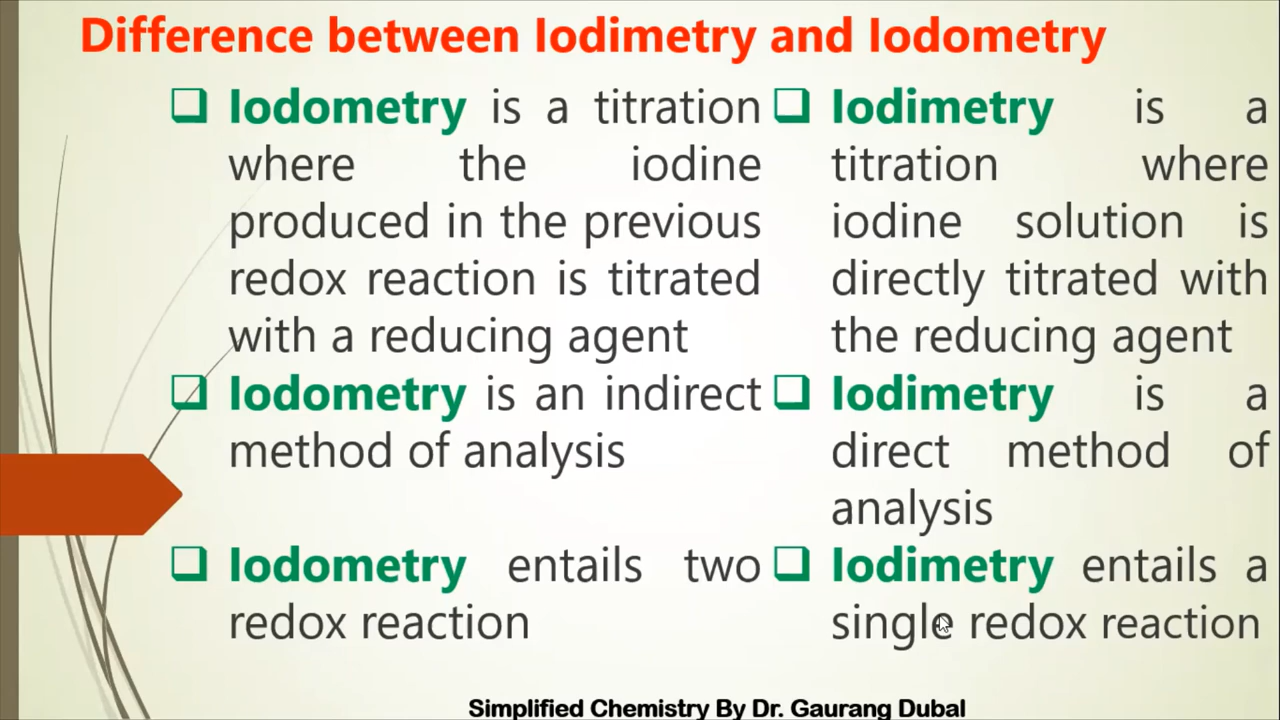 Difference between Iodimetry and Iodometry
Iodometry is a titration
where the iodine
produced in the previous
redox reaction is titrated
with a reducing agent
Iodometry is an indirect
method of analysis
Iodometry entails two
redox reaction
Iodimetry is a
titration where
iodine solution is
directly titrated with
the reducing agent
Iodimetry is a
direct method of
analysis
Iodimetry entails a
single redox reaction
Simplified Chemistry By Dr. Gaurang Dubal